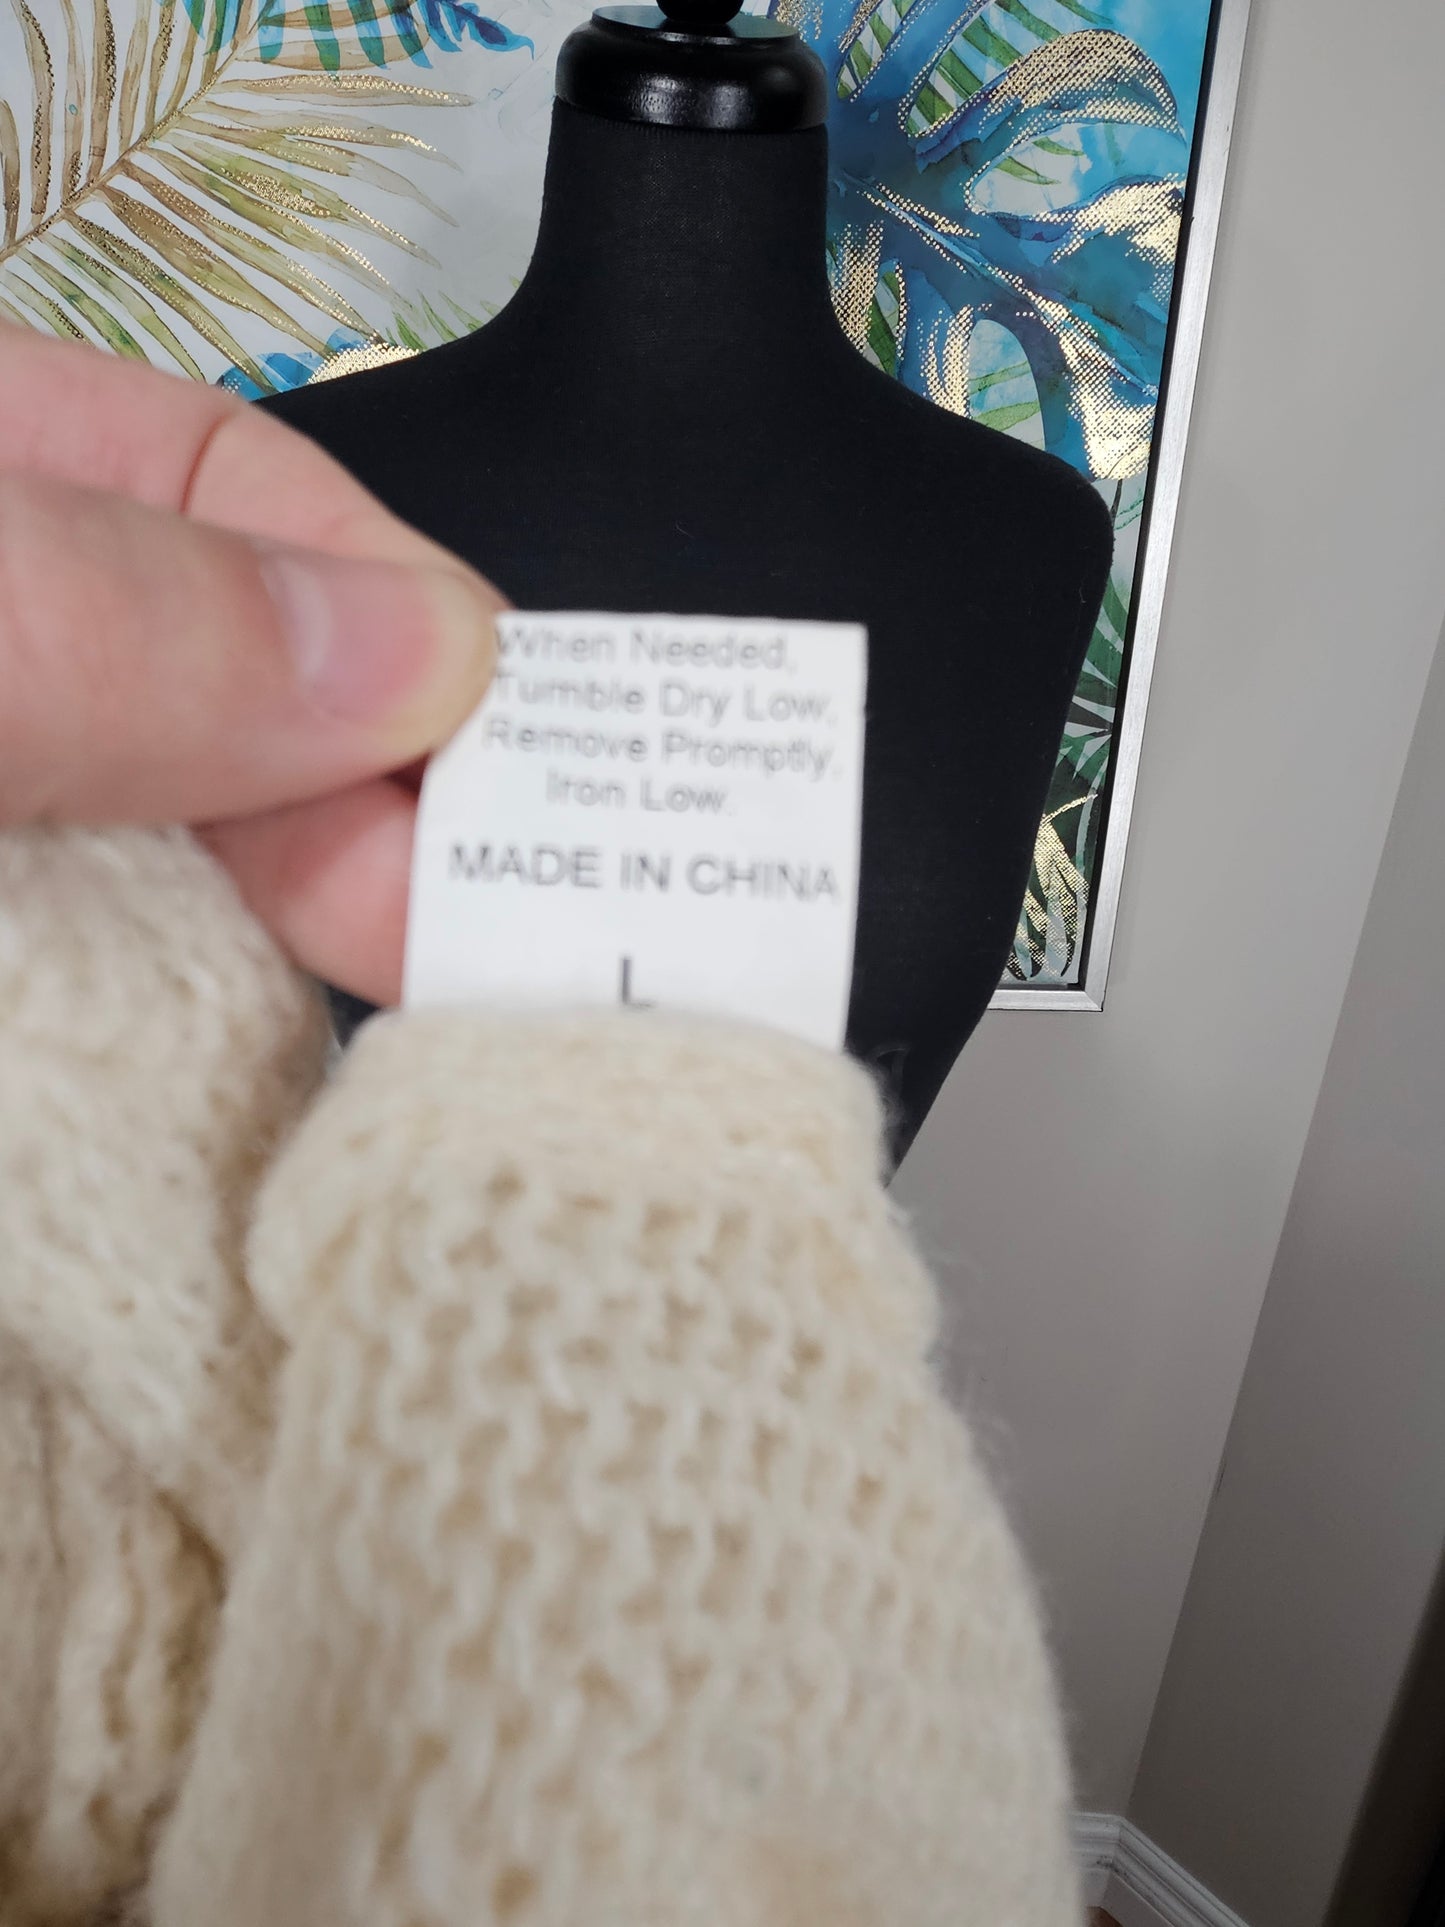 When Needed,
Tumble Dry Low,
Remove Promptly,
Iron Low.
MADE IN CHINA
L